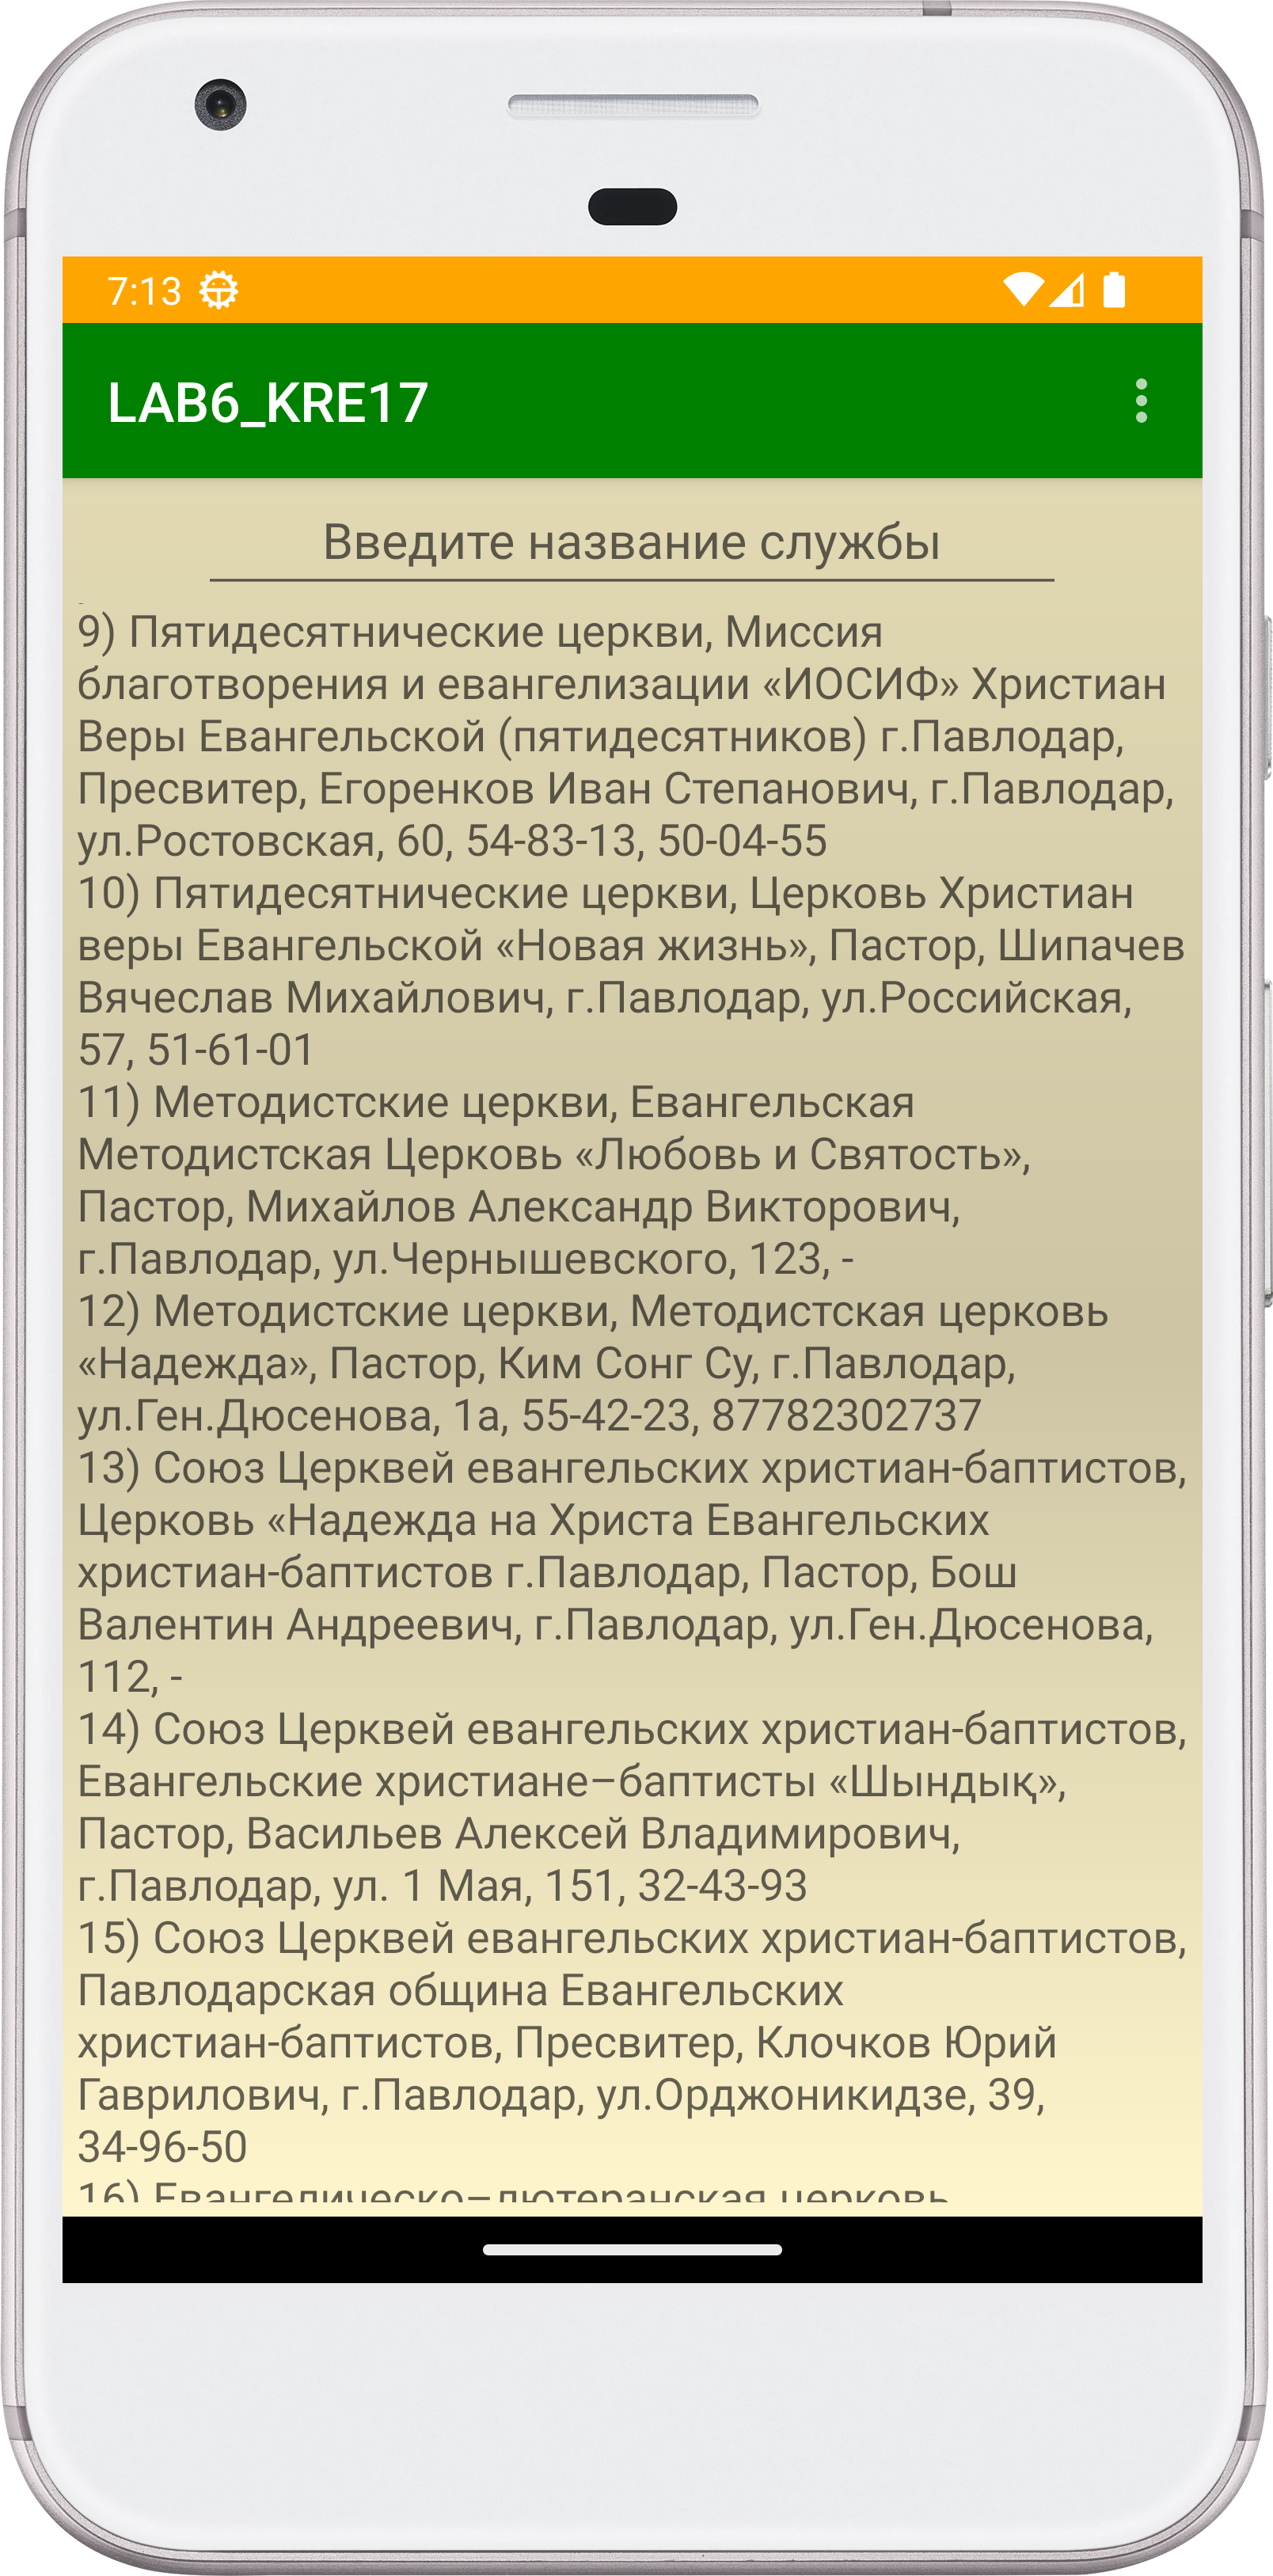 7:13
LAB6_KRE17
Введите название службы
9) Пятидесятнические церкви, Миссия
благотворения и евангелизации «ИОСИФ» Христиан
Веры Евангельской (пятидесятников) г.Павлодар,
Пресвитер, Егоренков Иван Степанович, г.Павлодар,
ул.Ростовская, 60, 54-83-13, 50-04-55
10) Пятидесятнические церкви, Церковь Христиан
веры Евангельской «Новая жизнь», Пастор, Шипачев
Вячеслав Михайлович, г.Павлодар, ул.Российская,
57, 51-61-01
11) Методистские церкви, Евангельская
Методистская Церковь «Любовь и Святость»,
Пастор, Михайлов Александр Викторович,
г.Павлодар, ул.Чернышевского, 123, -
12) Методистские церкви, Методистская церковь
«Надежда», Пастор, Ким Сонг Су, г.Павлодар,
ул.Ген.Дюсенова, 1а, 55-42-23, 87782302737
13) Союз Церквей евангельских христиан-баптистов,
Церковь «Надежда на Христа Евангельских
христиан-баптистов г.Павлодар, Пастор, Бош
Валентин Андреевич, г.Павлодар, ул.Ген.Дюсенова,
112, -
14) Союз Церквей евангельских христиан-баптистов,
Евангельские христиане–баптисты «Шындық»,
Пастор, Васильев Алексей Владимирович,
г.Павлодар, ул. 1 Мая, 151, 32-43-93
15) Союз Церквей евангельских христиан-баптистов,
Павлодарская община Евангельских
христиан-баптистов, Пресвитер, Клочков Юрий
Гаврилович, г.Павлодар, ул.Орджоникидзе, 39,
34-96-50
16) Евангелическо–лютеранская церковь